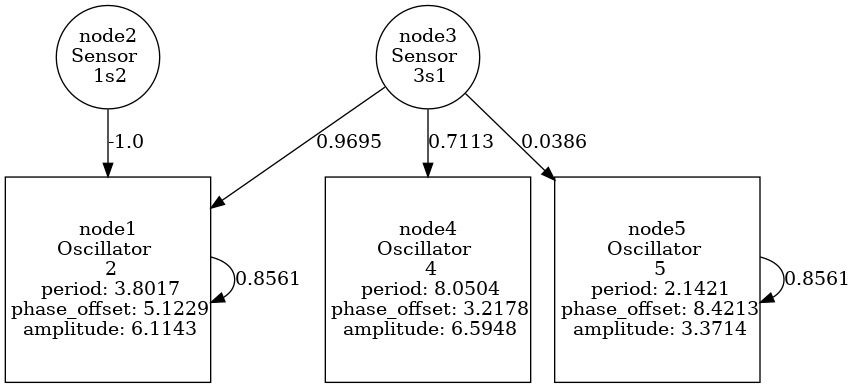 node2
Sensor
1s2
node3
Sensor
3s1
-1.0
0.9695
0.7113
0.0386
node1
Oscillator
2
period: 3.8017
phase_offset: 5.1229
amplitude: 6.1143
0.8561
node4
Oscillator
4
period: 8.0504
phase_offset: 3.2178
amplitude: 6.5948
node5
Oscillator
5
period: 2.1421
phase_offset: 8.4213
amplitude: 3.3714
0.8561